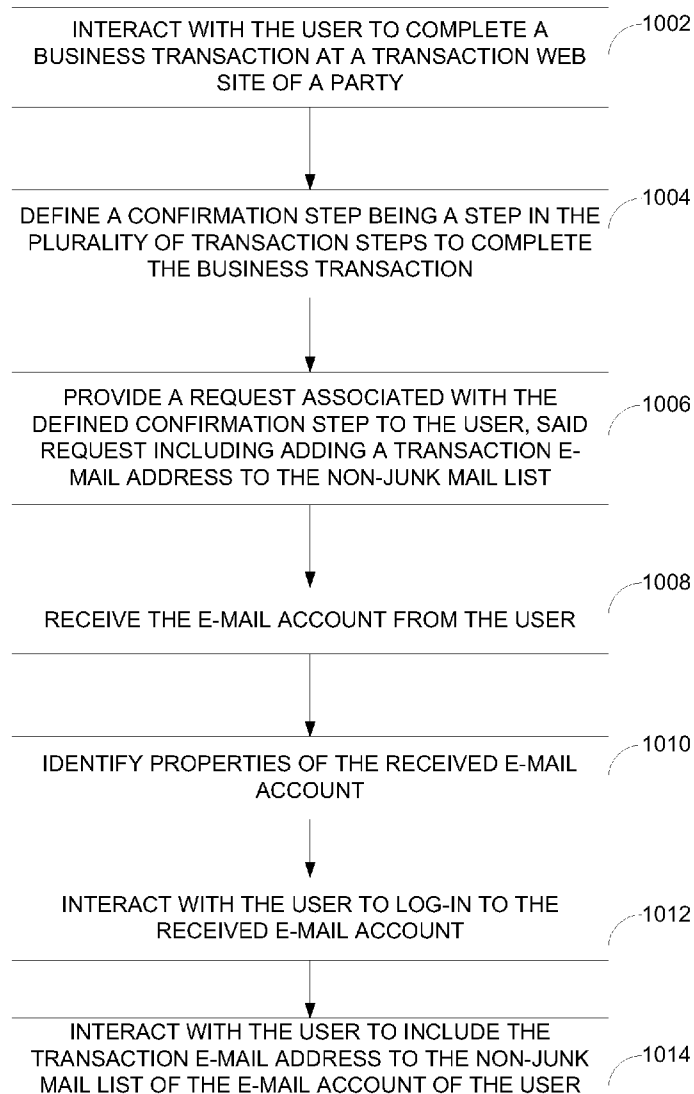 INTERACT WITH THE USER TO COMPLETE A
BUSINESS TRANSACTION AT A TRANSACTION WEB
SITE OF A PARTY
1002
DEFINE A CONFIRMATION STEP BEING A STEP IN THE
PLURALITY OF TRANSACTION STEPS TO COMPLETE
THE BUSINESS TRANSACTION
1004
PROVIDE A REQUEST ASSOCIATED WITH THE
DEFINED CONFIRMATION STEP TO THE USER, SAID
REQUEST INCLUDING ADDING A TRANSACTION E-
MAIL ADDRESS TO THE NON-JUNK MAIL LIST
1006
RECEIVE THE E-MAIL ACCOUNT FROM THE USER
1008
IDENTIFY PROPERTIES OF THE RECEIVED E-MAIL
ACCOUNT
1010
INTERACT WITH THE USER TO LOG-IN TO THE
RECEIVED E-MAIL ACCOUNT
1012
INTERACT WITH THE USER TO INCLUDE THE
TRANSACTION E-MAIL ADDRESS TO THE NON-JUNK
MAIL LIST OF THE E-MAIL ACCOUNT OF THE USER
1014